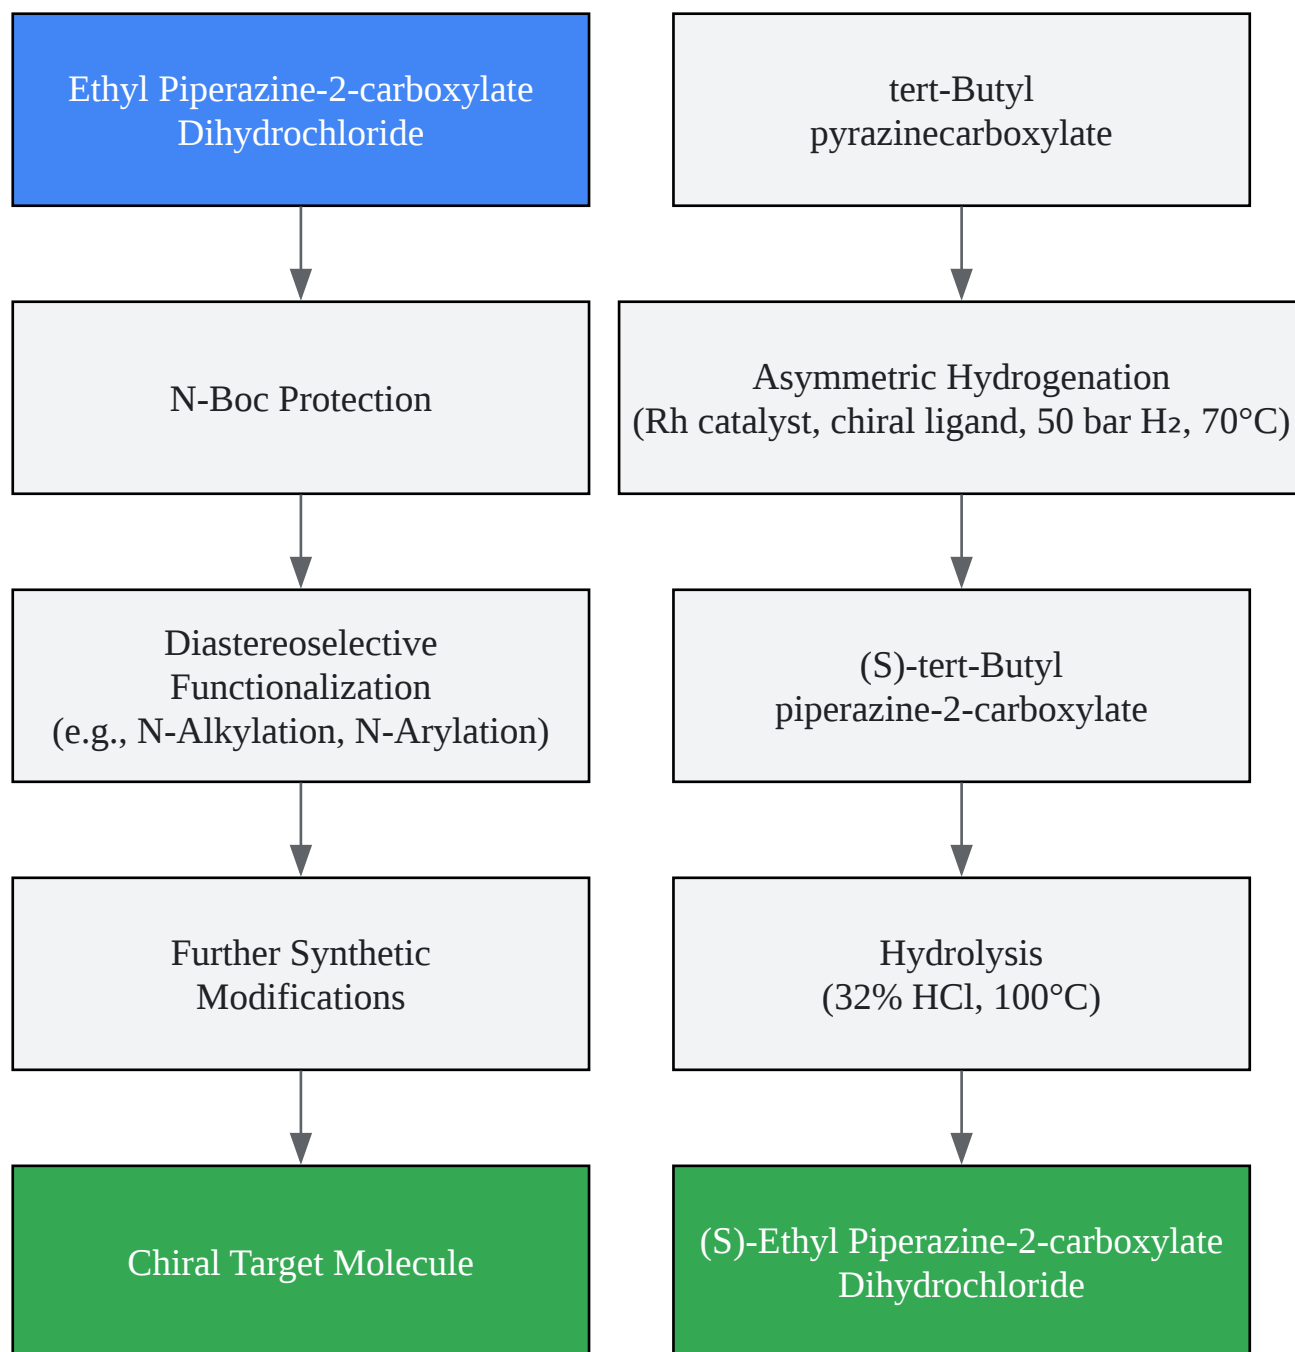 Ethyl Piperazine-2-carboxylate
Dihydrochloride
N-Boc Protection
Diastereoselective
Functionalization
(e.g., N-Alkylation, N-Arylation)
Further Synthetic
Modifications
Chiral Target Molecule
tert-Butyl
pyrazinecarboxylate
Asymmetric Hydrogenation
(Rh catalyst, chiral ligand, 50 bar H₂, 70°C)
(S)-tert-Butyl
piperazine-2-carboxylate
Hydrolysis
(32% HCl, 100°C)
(S)-Ethyl Piperazine-2-carboxylate
Dihydrochloride